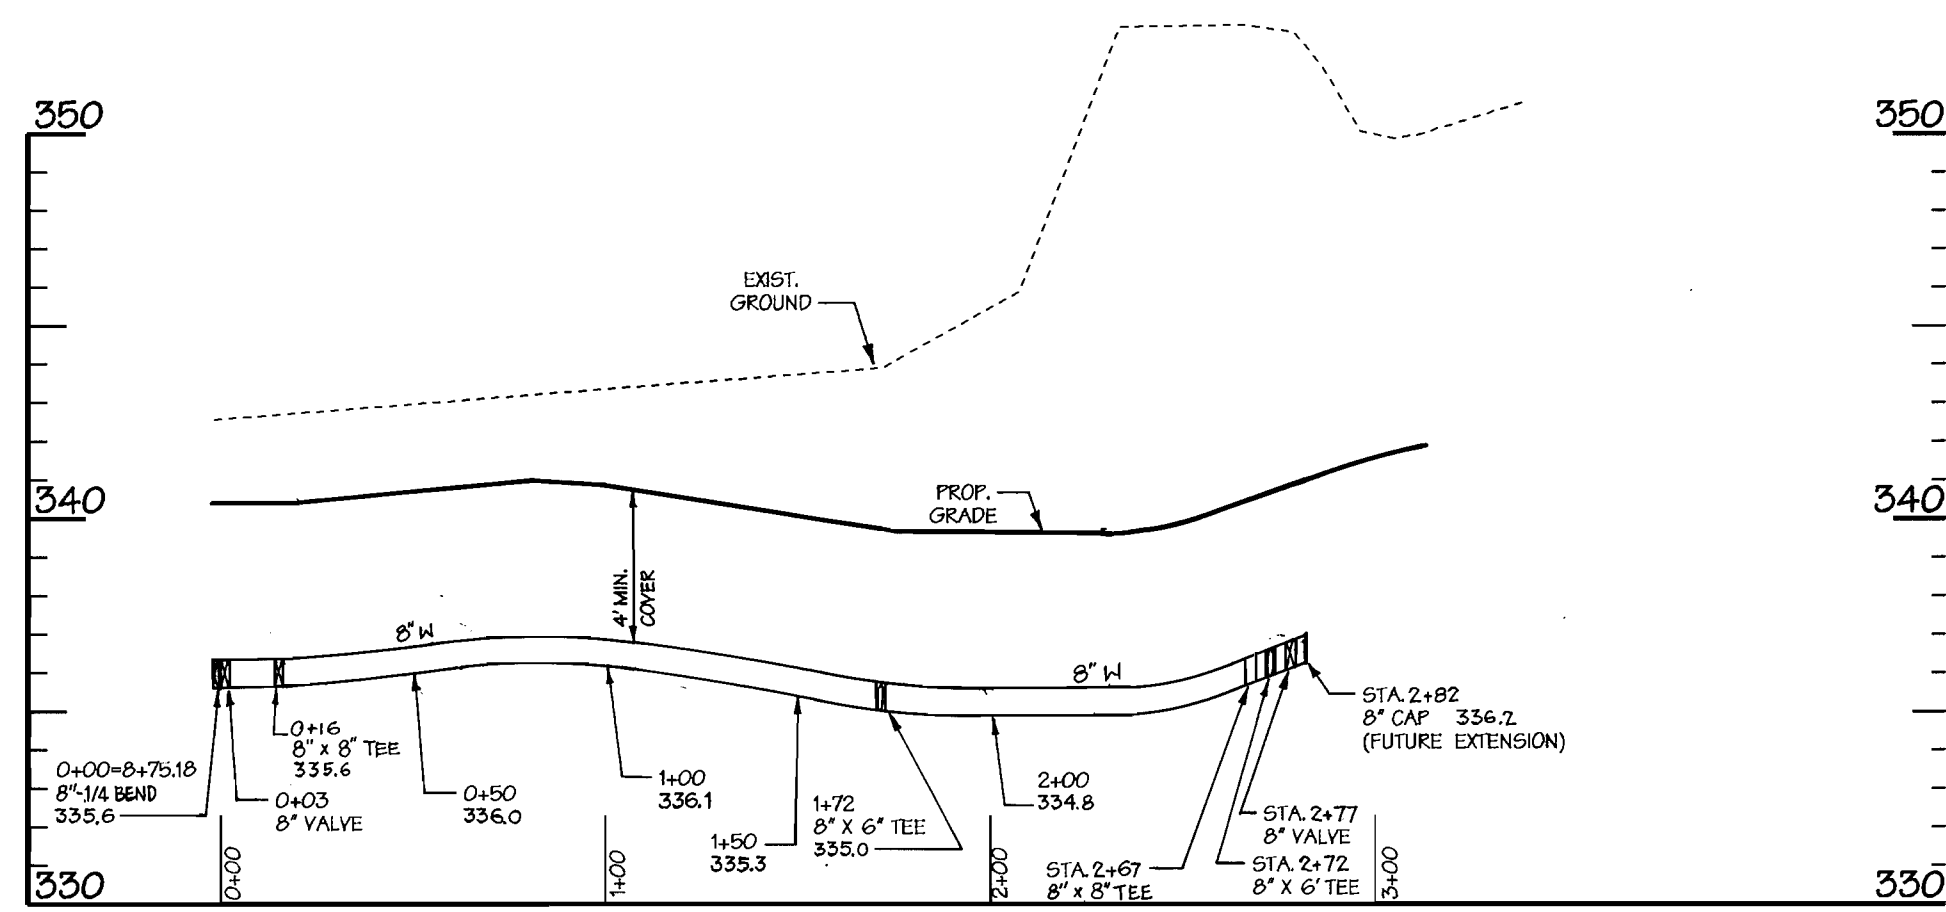 350
350
EXIST.
GROUND
340
PROP.
GRADE
340
4' MIN.
COVER
8" W
8" W
0+00=8+75.18
8"-1/4 BEND
335.6
0+03
8" VALVE
0+16
8" X 8" TEE
335.6
0+50
336.0
1+00
336.1
1+50
335.3
1+72
8" X 6" TEE
335.0
2+00
334.8
STA. 2+67
8" X 8" TEE
STA. 2+77
8" VALVE
STA. 2+72
8" X 6' TEE
STA. 2+82
8" CAP 336.2
(FUTURE EXTENSION)
330
0+00
1+00
2+00
3+00
330